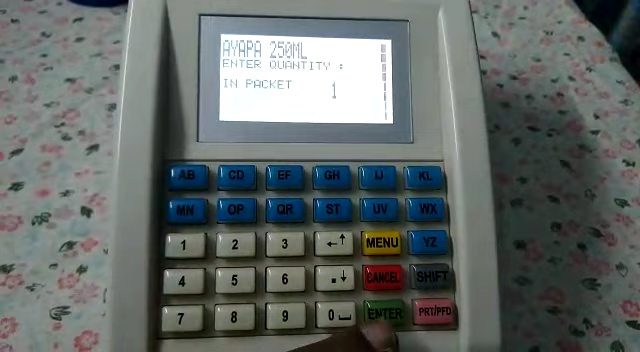 AYAPA 250ML
ENTER QUANTITY :
IN PACKET 1
AB CD EF GH IJ KL
MN OP QR ST UV WX
1 2 3 ←↑ MENU YZ
4 5 6 .↓ CANCEL SHIFT
7 8 9 0 ENTER PRT/PFD